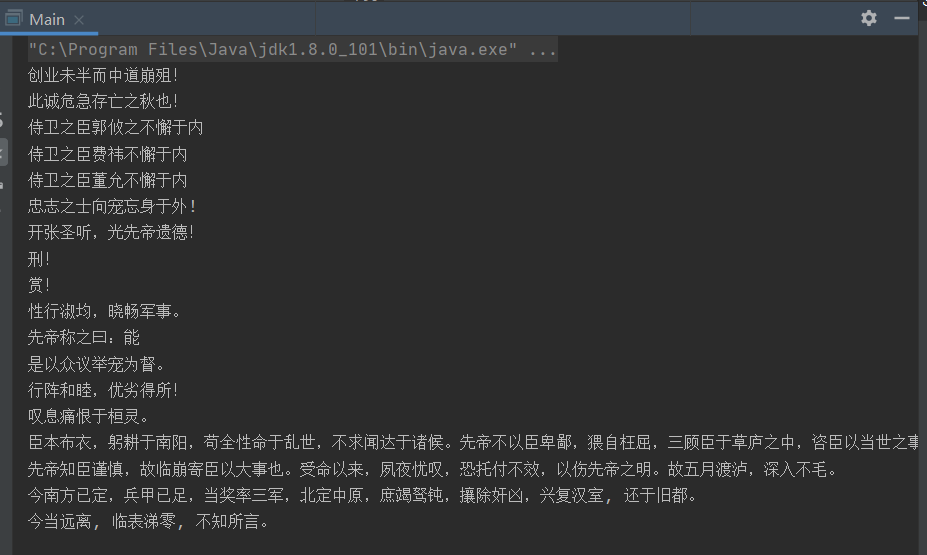 Main
"C:\Program Files\Java\jdk1.8.0_101\bin\java.exe" ...
创业未半而中道崩殂！
此诚危急存亡之秋也！
侍卫之臣郭攸之不懈于内
侍卫之臣费祎不懈于内
侍卫之臣董允不懈于内
忠志之士向宠忘身于外！
开张圣听，光先帝遗德！
刑！
赏！
性行淑均，晓畅军事。
先帝称之曰：能
是以众议举宠为督。
行阵和睦，优劣得所！
叹息痛恨于桓灵。
臣本布衣，躬耕于南阳，苟全性命于乱世，不求闻达于诸侯。先帝不以臣卑鄙，猥自枉屈，三顾臣于草庐之中，咨臣以当世之事
先帝知臣谨慎，故临崩寄臣以大事也。受命以来，夙夜忧叹，恐托付不效，以伤先帝之明。故五月渡泸，深入不毛。
今南方已定，兵甲已足，当奖率三军，北定中原，庶竭驽钝，攘除奸凶，兴复汉室, 还于旧都。
今当远离, 临表涕零, 不知所言。